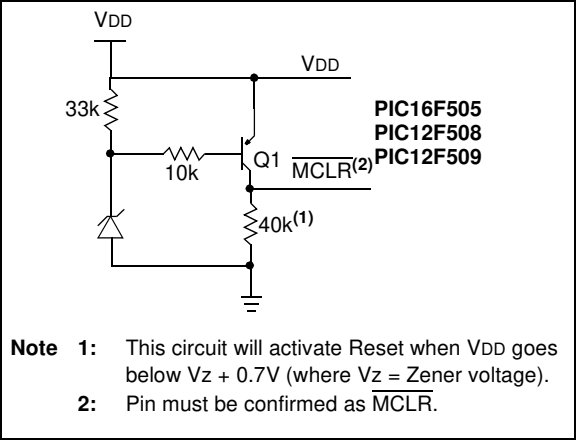 VDD
VDD
33k
PIC16F505
PIC12F508
PIC12F509
10k
Q1
MCLR(2)
40k(1)
Note 1: This circuit will activate Reset when VDD goes
below Vz + 0.7V (where Vz = Zener voltage).
2: Pin must be confirmed as MCLR.